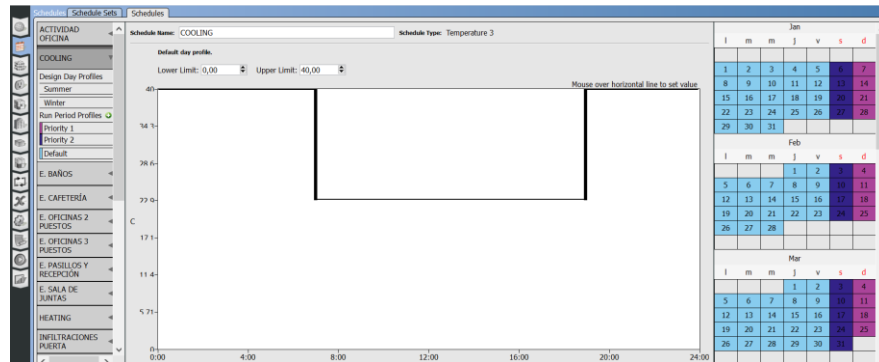 Schedules Schedule Sets Schedules
ACTIVIDAD
OFICINA
COOLING
Design Day Profiles
Summer
Winter
Run Period Profiles
Priority 1
Priority 2
Default
E. BAÑOS
E. CAFETERÍA
E. OFICINAS 2
PUESTOS
E. OFICINAS 3
PUESTOS
E. PASILLOS Y
RECEPCIÓN
E. SALA DE
JUNTAS
HEATING
INFILTRACIONES
PUERTA
Schedule Name: COOLING Schedule Type: Temperature 3
Default day profile.
Lower Limit: 0,00 Upper Limit: 40,00
Mouse over horizontal line to set value
40
34.3
28.6
22.9
C
17.1
11.4
5.71
0
0:00 4:00 8:00 12:00 16:00 20:00 24:00
Jan
l m m j v s d
1 2 3 4 5 6 7
8 9 10 11 12 13 14
15 16 17 18 19 20 21
22 23 24 25 26 27 28
29 30 31
Feb
l m m j v s d
1 2 3 4
5 6 7 8 9 10 11
12 13 14 15 16 17 18
19 20 21 22 23 24 25
26 27 28
Mar
l m m j v s d
1 2 3 4
5 6 7 8 9 10 11
12 13 14 15 16 17 18
19 20 21 22 23 24 25
26 27 28 29 30 31